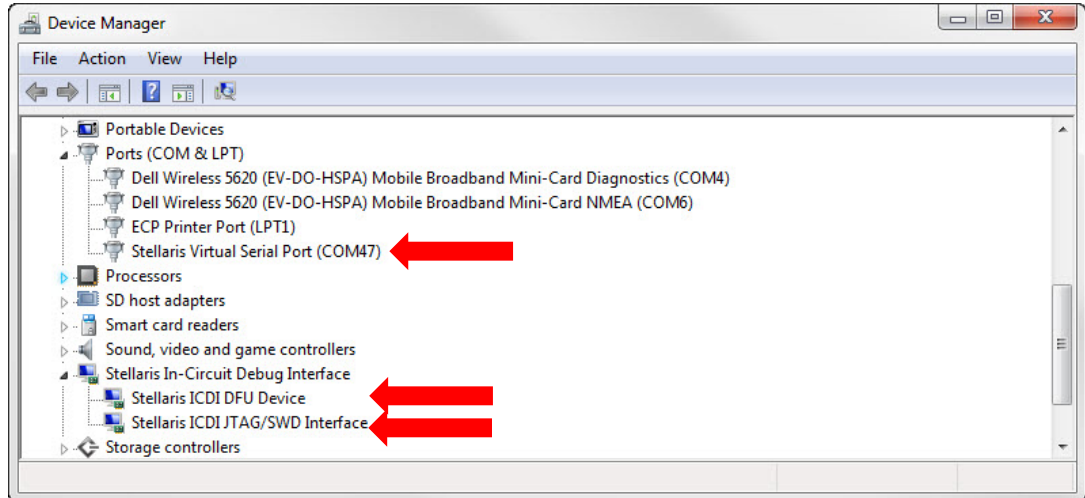 Device Manager
File Action View Help
Portable Devices
Ports (COM & LPT)
Dell Wireless 5620 (EV-DO-HSPA) Mobile Broadband Mini-Card Diagnostics (COM4)
Dell Wireless 5620 (EV-DO-HSPA) Mobile Broadband Mini-Card NMEA (COM6)
ECP Printer Port (LPT1)
Stellaris Virtual Serial Port (COM47)
Processors
SD host adapters
Smart card readers
Sound, video and game controllers
Stellaris In-Circuit Debug Interface
Stellaris ICDI DFU Device
Stellaris ICDI JTAG/SWD Interface
Storage controllers